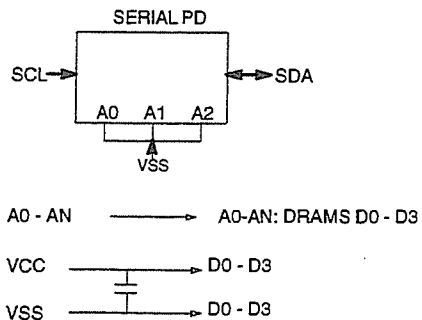 SERIAL PD
SCL SDA
A0 A1 A2
VSS
A0 - AN A0-AN: DRAMS D0 - D3
VCC D0 - D3
VSS D0 - D3